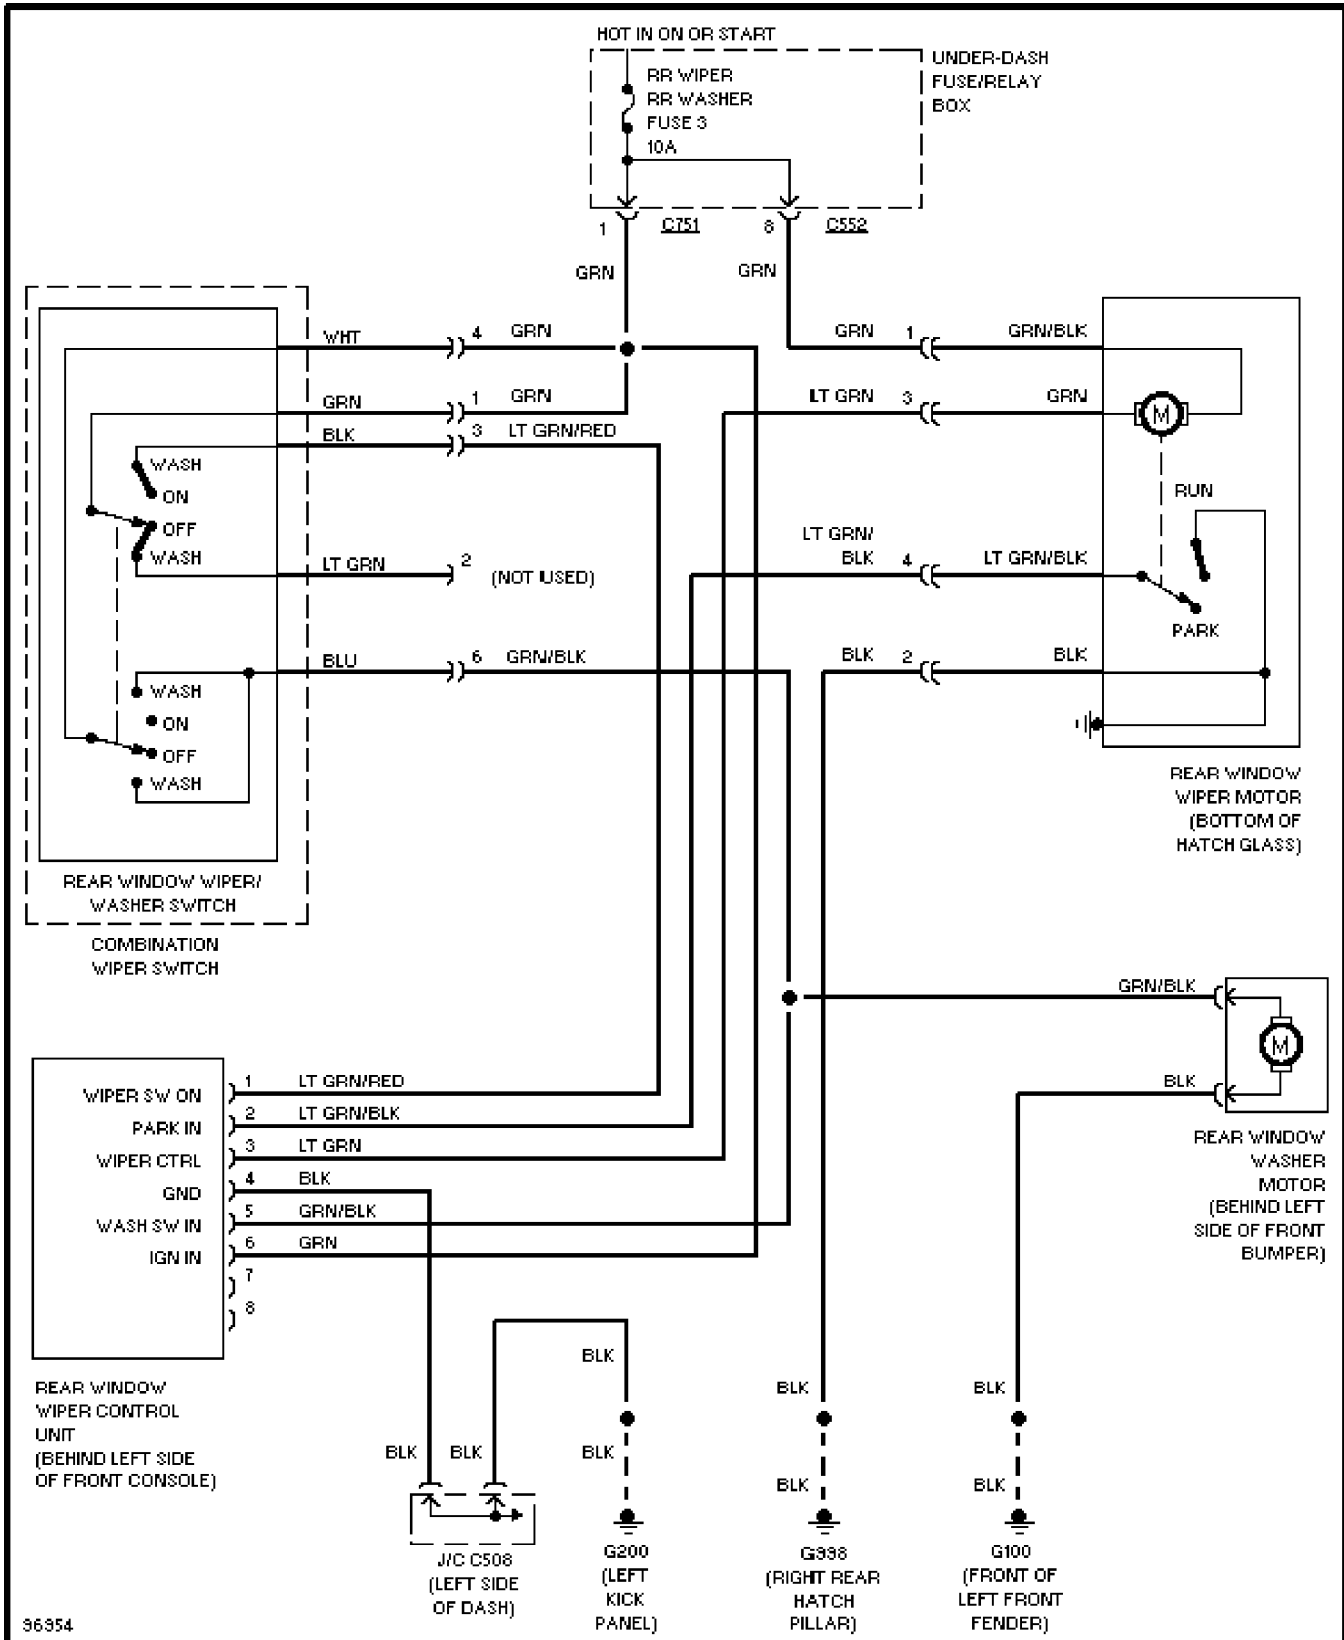 HOT IN ON OR START
RR WIPER
RR WASHER
FUSE 3
10A
UNDER-DASH
FUSE/RELAY
BOX
1
C751
8
C552
GRN
GRN
WHT
4
GRN
GRN
1
GRN
BLK
3
LT GRN/RED
WASH
ON
OFF
WASH
LT GRN
2
(NOT USED)
BLU
6
GRN/BLK
WASH
ON
OFF
WASH
REAR WINDOW WIPER/
WASHER SWITCH
COMBINATION
WIPER SWITCH
GRN
1
GRN/BLK
LT GRN
3
GRN
M
RUN
LT GRN/
BLK
4
LT GRN/BLK
PARK
BLK
2
BLK
REAR WINDOW
WIPER MOTOR
(BOTTOM OF
HATCH GLASS)
GRN/BLK
M
BLK
REAR WINDOW
WASHER
MOTOR
(BEHIND LEFT
SIDE OF FRONT
BUMPER)
WIPER SW ON
1
LT GRN/RED
PARK IN
2
LT GRN/BLK
WIPER CTRL
3
LT GRN
GND
4
BLK
WASH SW IN
5
GRN/BLK
IGN IN
6
GRN
7
8
REAR WINDOW
WIPER CONTROL
UNIT
(BEHIND LEFT SIDE
OF FRONT CONSOLE)
BLK
BLK
J/C C508
(LEFT SIDE
OF DASH)
BLK
BLK
G200
(LEFT
KICK
PANEL)
BLK
BLK
(RIGHT REAR
HATCH
PILLAR)
BLK
BLK
G100
(FRONT OF
LEFT FRONT
FENDER)